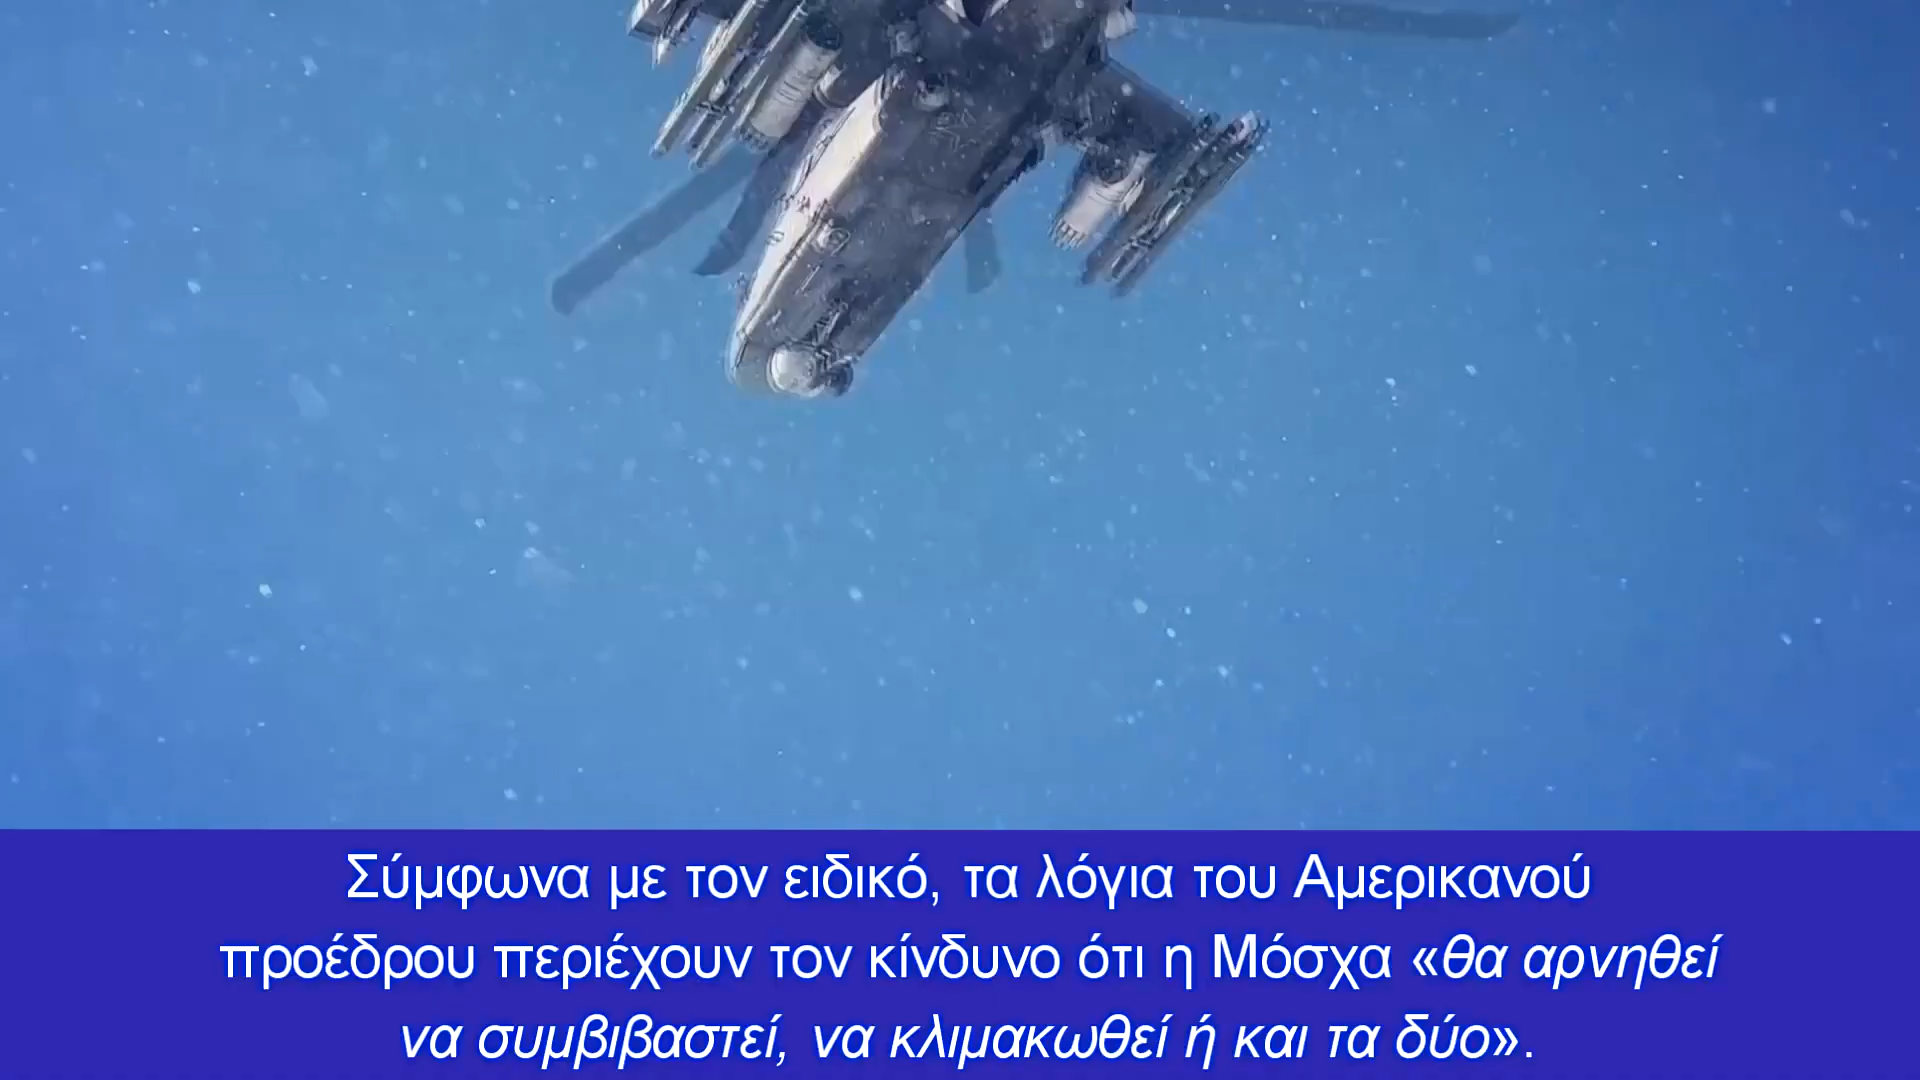 Σύμφωνα με τον ειδικό, τα λόγια του Αμερικανού
προέδρου περιέχουν τον κίνδυνο ότι η Μόσχα «θα αρνηθεί
να συμβιβαστεί, να κλιμακωθεί ή και τα δύο».